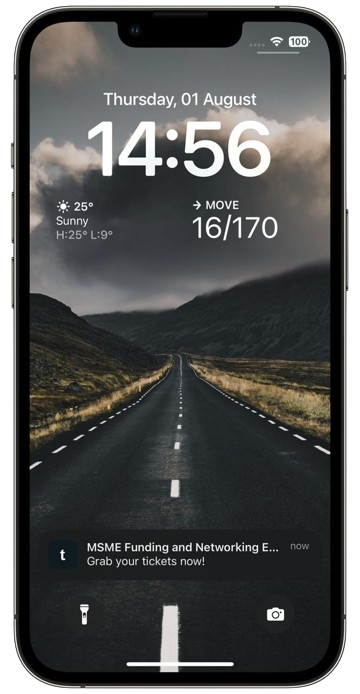 100
Thursday, 01 August
14:56
25°
Sunny
H:25° L:9°
→ MOVE
16/170
t
MSME Funding and Networking E... now
Grab your tickets now!